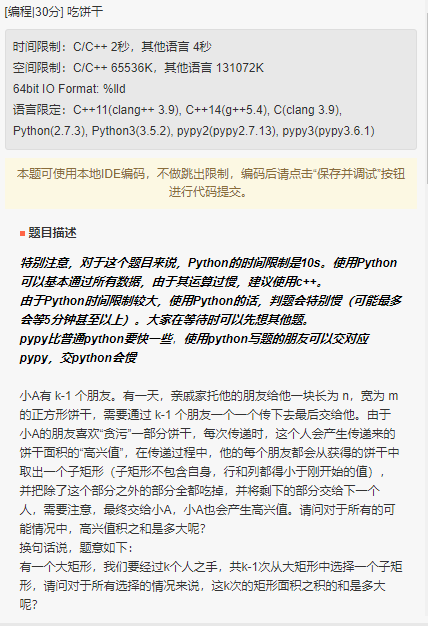 [编程|30分] 吃饼干
时间限制：C/C++ 2秒，其他语言 4秒
空间限制：C/C++ 65536K，其他语言 131072K
64bit IO Format: %lld
语言限定：C++11(clang++ 3.9), C++14(g++5.4), C(clang 3.9),
Python(2.7.3), Python3(3.5.2), pypy2(pypy2.7.13), pypy3(pypy3.6.1)
本题可使用本地IDE编码，不做跳出限制，编码后请点击“保存并调试”按钮
进行代码提交。
题目描述
特别注意，对于这个题目来说，Python的时间限制是10s。使用Python
可以基本通过所有数据，由于其运算过慢，建议使用c++。
由于Python时间限制较大，使用Python的话，判题会特别慢（可能最多
会等5分钟甚至以上）。大家在等待时可以先想其他题。
pypy比普通python要快一些，使用python写题的朋友可以交对应
pypy，交python会慢
小A有 k-1 个朋友。有一天，亲戚家托他的朋友给他一块长为 n，宽为 m
的正方形饼干，需要通过 k-1 个朋友一个一个传下去最后交给他。由于
小A的朋友喜欢“贪污”一部分饼干，每次传递时，这个人会产生传递来的
饼干面积的“高兴值”，在传递过程中，他的每个朋友都会从获得的饼干中
取出一个子矩形（子矩形不包含自身，行和列都得小于刚开始的值），
并把除了这个部分之外的部分全都吃掉，并将剩下的部分交给下一个
人，需要注意，最终交给小A，小A也会产生高兴值。请问对于所有的可
能情况中，高兴值积之和是多大呢？
换句话说，题意如下：
有一个大矩形，我们要经过k个人之手，共k-1次从大矩形中选择一个子矩
形，请问对于所有选择的情况来说，这k次的矩形面积之积的和是多大
呢？